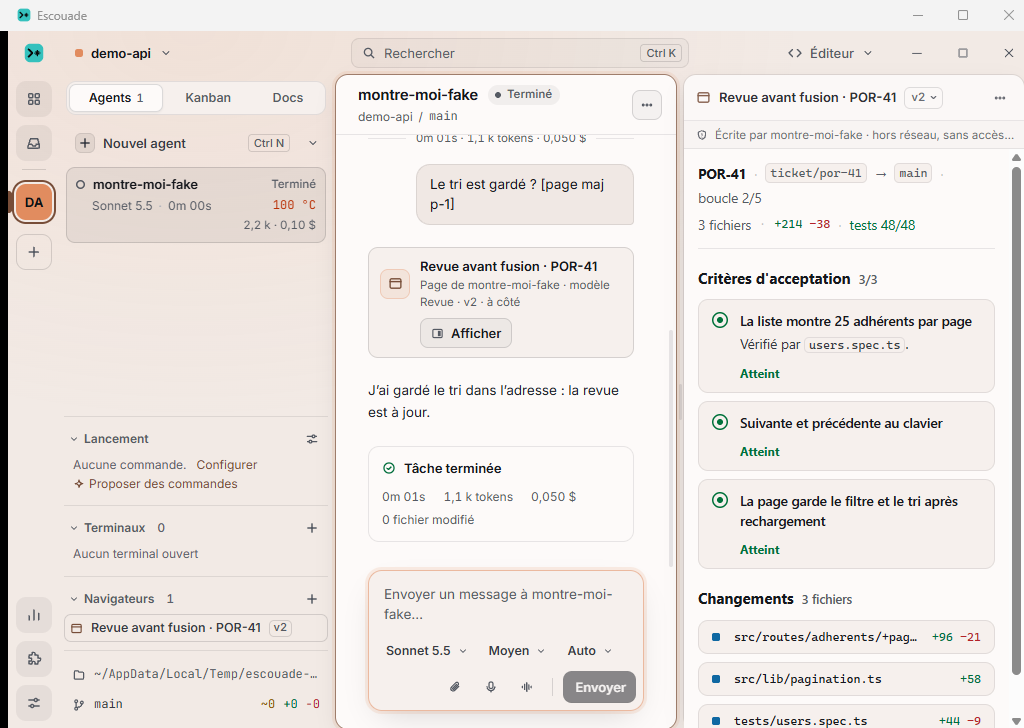 Escouade
demo-api
Rechercher
Ctrl K
Éditeur
Agents 1
Kanban
Docs
Nouvel agent
Ctrl N
montre-moi-fake
Terminé
Sonnet 5.5 · 0m 00s
100 °C
2,2 k · 0,10 $
DA
Lancement
Aucune commande. Configurer
Proposer des commandes
Terminaux 0
Aucun terminal ouvert
Navigateurs 1
Revue avant fusion · POR-41 v2
~/AppData/Local/Temp/escouade-…
main
~0 +0 -0
montre-moi-fake
Terminé
demo-api / main
0m 01s · 1,1 k tokens · 0,050 $
Le tri est gardé ? [page maj
p-1]
Revue avant fusion · POR-41
Page de montre-moi-fake · modèle
Revue · v2 · à côté
Afficher
J’ai gardé le tri dans l’adresse : la revue
est à jour.
Tâche terminée
0m 01s 1,1 k tokens 0,050 $
0 fichier modifié
Envoyer un message à montre-moi-
fake...
Sonnet 5.5
Moyen
Auto
Envoyer
Revue avant fusion · POR-41
v2
Écrite par montre-moi-fake · hors réseau, sans accès...
POR-41 · ticket/por-41 → main ·
boucle 2/5
3 fichiers · +214 −38 · tests 48/48
Critères d'acceptation 3/3
La liste montre 25 adhérents par page
Vérifié par users.spec.ts.
Atteint
Suivante et précédente au clavier
Atteint
La page garde le filtre et le tri après
rechargement
Atteint
Changements 3 fichiers
src/routes/adherents/+pag… +96 −21
src/lib/pagination.ts +58
tests/users.spec.ts +44 −9